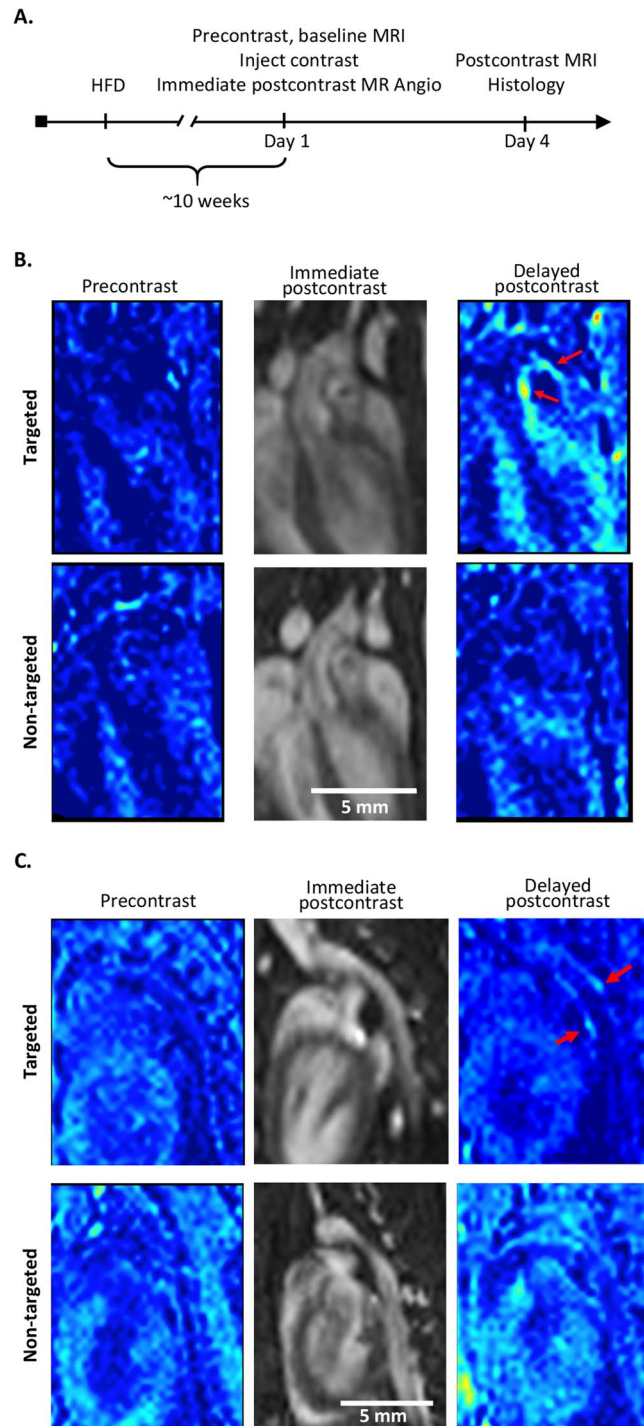 A.
Precontrast, baseline MRI
Inject contrast
Immediate postcontrast MR Angio
HFD
Postcontrast MRI
Histology
Day 1
Day 4
~10 weeks
B.
Precontrast
Immediate
postcontrast
Delayed
postcontrast
Targeted
Non-targeted
5 mm
C.
Precontrast
Immediate
postcontrast
Delayed
postcontrast
Targeted
Non-targeted
5 mm